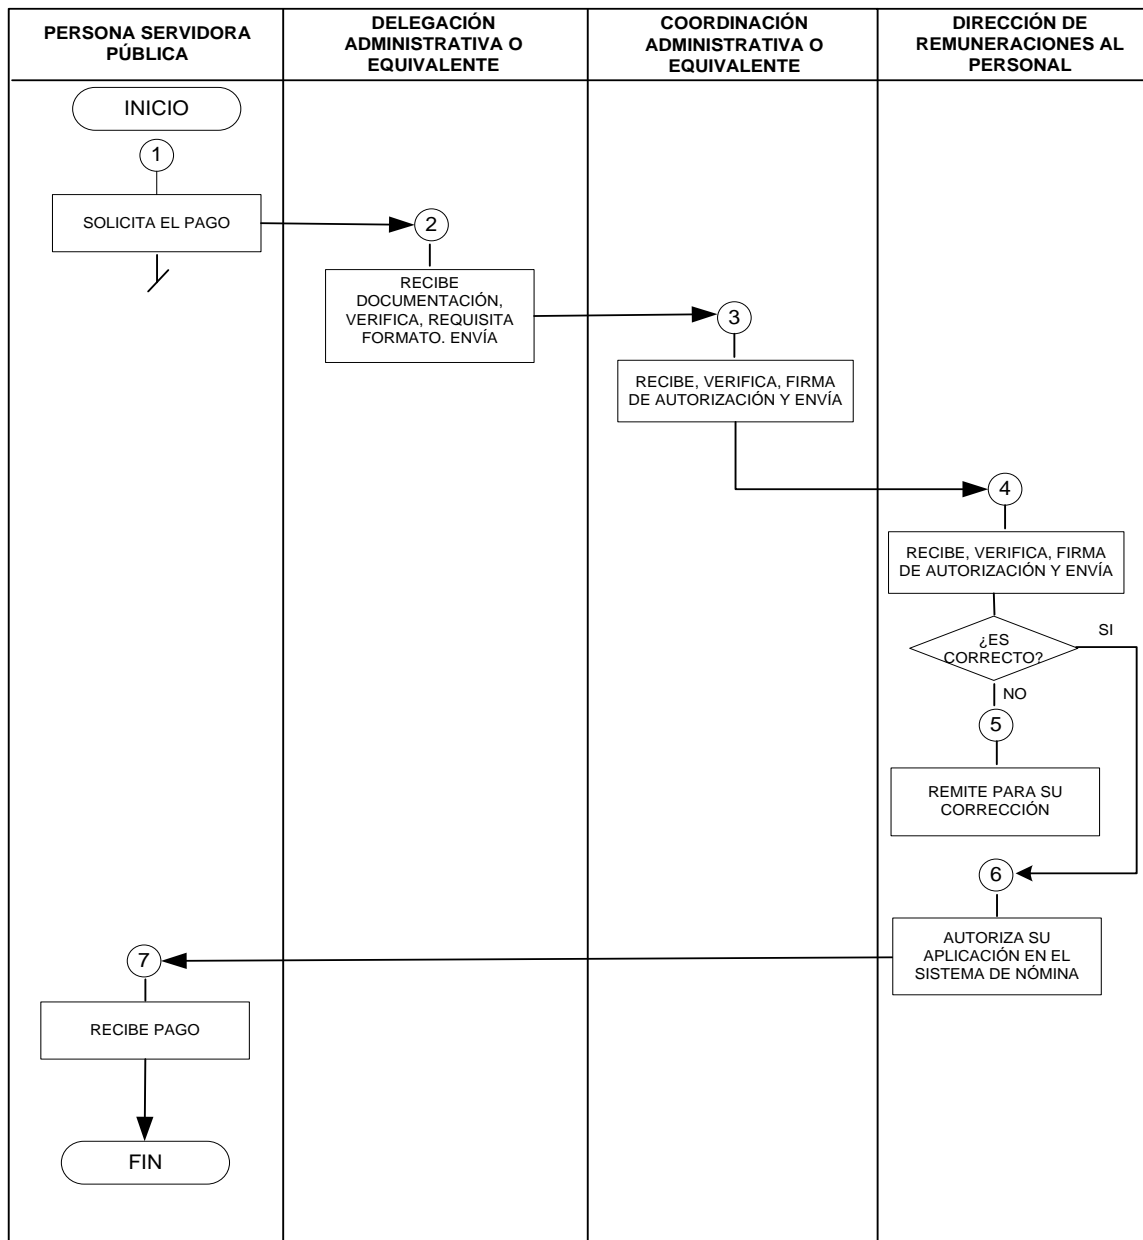 PERSONA SERVIDORA
PÚBLICA
DELEGACIÓN
ADMINISTRATIVA O
EQUIVALENTE
COORDINACIÓN
ADMINISTRATIVA O
EQUIVALENTE
DIRECCIÓN DE
REMUNERACIONES AL
PERSONAL
INICIO
1
SOLICITA EL PAGO
2
RECIBE
DOCUMENTACIÓN,
VERIFICA, REQUISITA
FORMATO. ENVÍA
3
RECIBE, VERIFICA, FIRMA
DE AUTORIZACIÓN Y ENVÍA
4
RECIBE, VERIFICA, FIRMA
DE AUTORIZACIÓN Y ENVÍA
¿ES
CORRECTO?
SI
NO
5
REMITE PARA SU
CORRECCIÓN
6
AUTORIZA SU
APLICACIÓN EN EL
SISTEMA DE NÓMINA
7
RECIBE PAGO
FIN